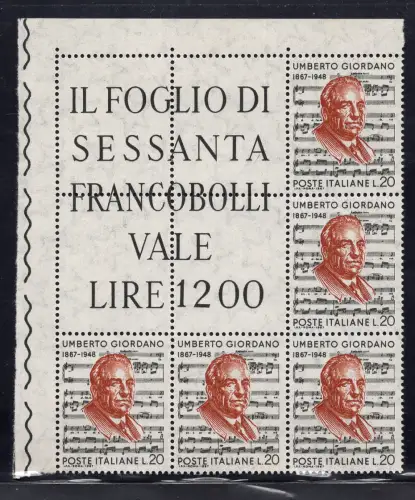 UMBERTO GIORDANO
1867-1948
POSTE ITALIANE L.20
IL FOGLIO DI
SESSANTA
FRANCOBOLLI
VALE
LIRE 1200
UMBERTO GIORDANO
1867-1948
POSTE ITALIANE L.20
UMBERTO GIORDANO
1867-1948
POSTE ITALIANE L.20
UMBERTO GIORDANO
1867-1948
POSTE ITALIANE L.20
UMBERTO GIORDANO
1867-1948
POSTE ITALIANE L.20